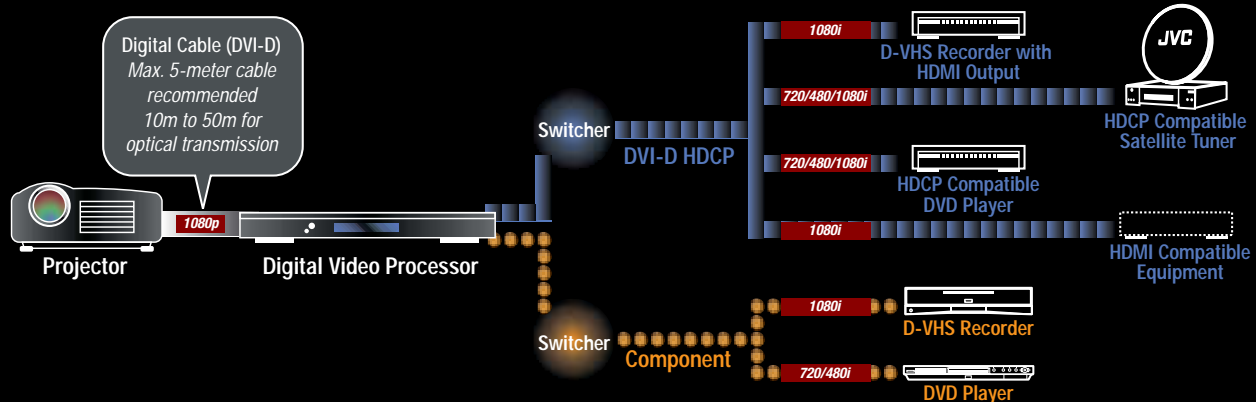 Digital Cable (DVI-D)
Max. 5-meter cable
recommended
10m to 50m for
optical transmission
1080p
Projector
Digital Video Processor
Switcher
DVI-D HDCP
1080i
D-VHS Recorder with
HDMI Output
720/480/1080i
JVC
HDCP Compatible
Satellite Tuner
720/480/1080i
HDCP Compatible
DVD Player
1080i
HDMI Compatible
Equipment
Switcher
Component
1080i
D-VHS Recorder
720/480i
DVD Player